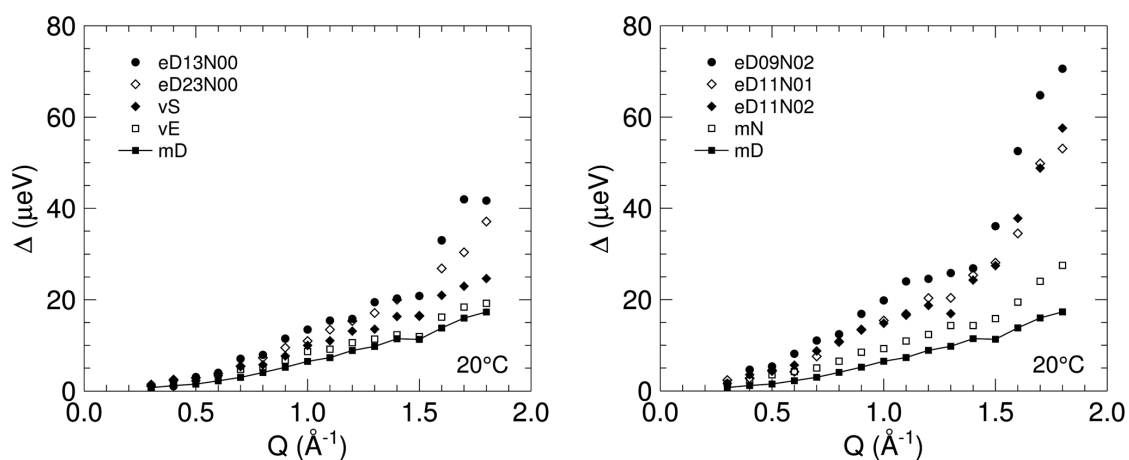 80
60
40
20
0
Δ (μeV)
eD13N00
eD23N00
vS
vE
mD
20°C
0.0 0.5 1.0 1.5 2.0
Q (Å-1)
80
60
40
20
0
Δ (μeV)
eD09N02
eD11N01
eD11N02
mN
mD
20°C
0.0 0.5 1.0 1.5 2.0
Q (Å-1)